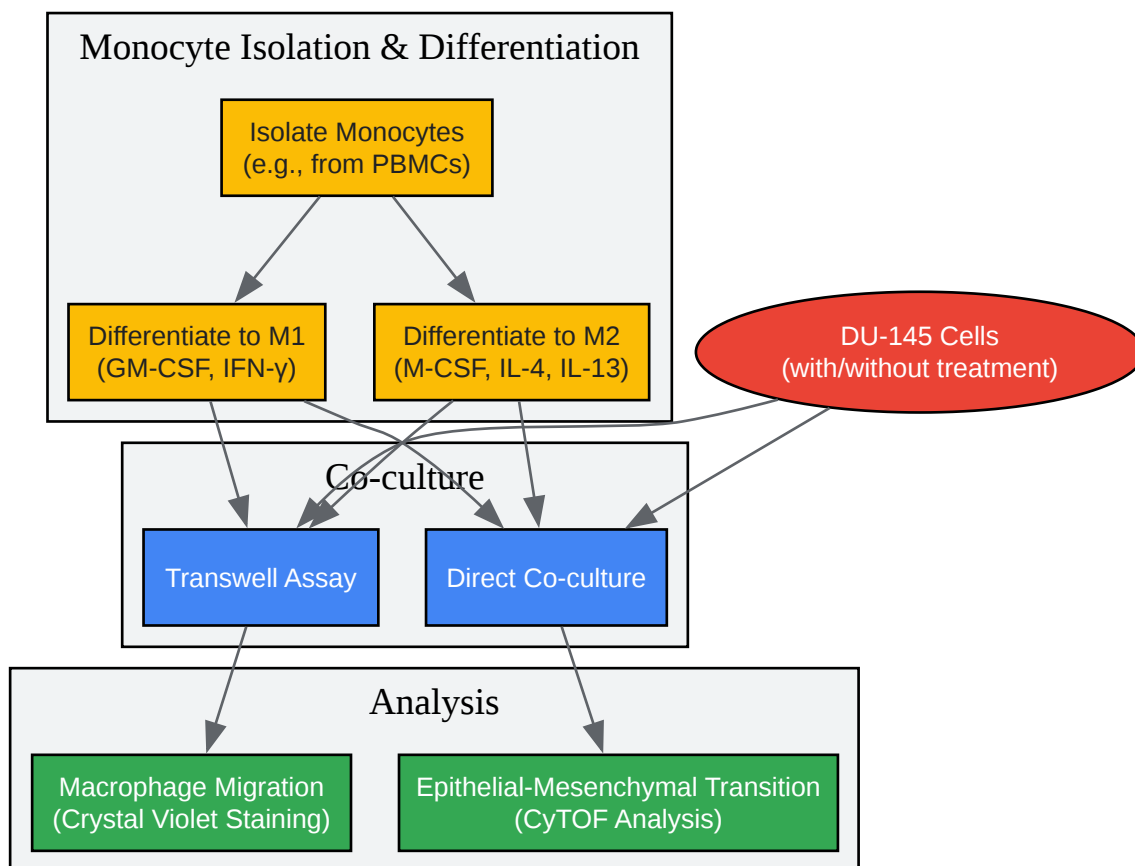 Monocyte Isolation & Differentiation
Isolate Monocytes
(e.g., from PBMCs)
Differentiate to M1
(GM-CSF, IFN-γ)
Differentiate to M2
(M-CSF, IL-4, IL-13)
DU-145 Cells
(with/without treatment)
Co-culture
Transwell Assay
Direct Co-culture
Analysis
Macrophage Migration
(Crystal Violet Staining)
Epithelial-Mesenchymal Transition
(CyTOF Analysis)